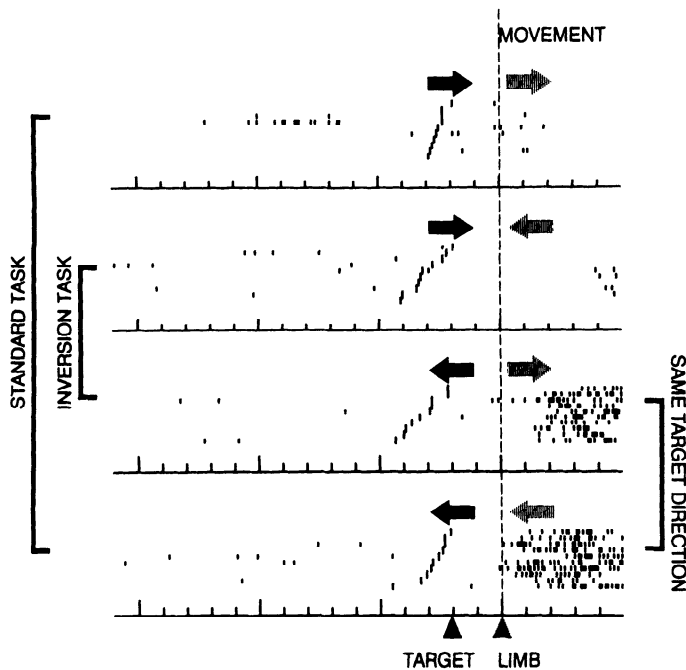 MOVEMENT
STANDARD TASK
INVERSION TASK
SAME TARGET DIRECTION
TARGET LIMB